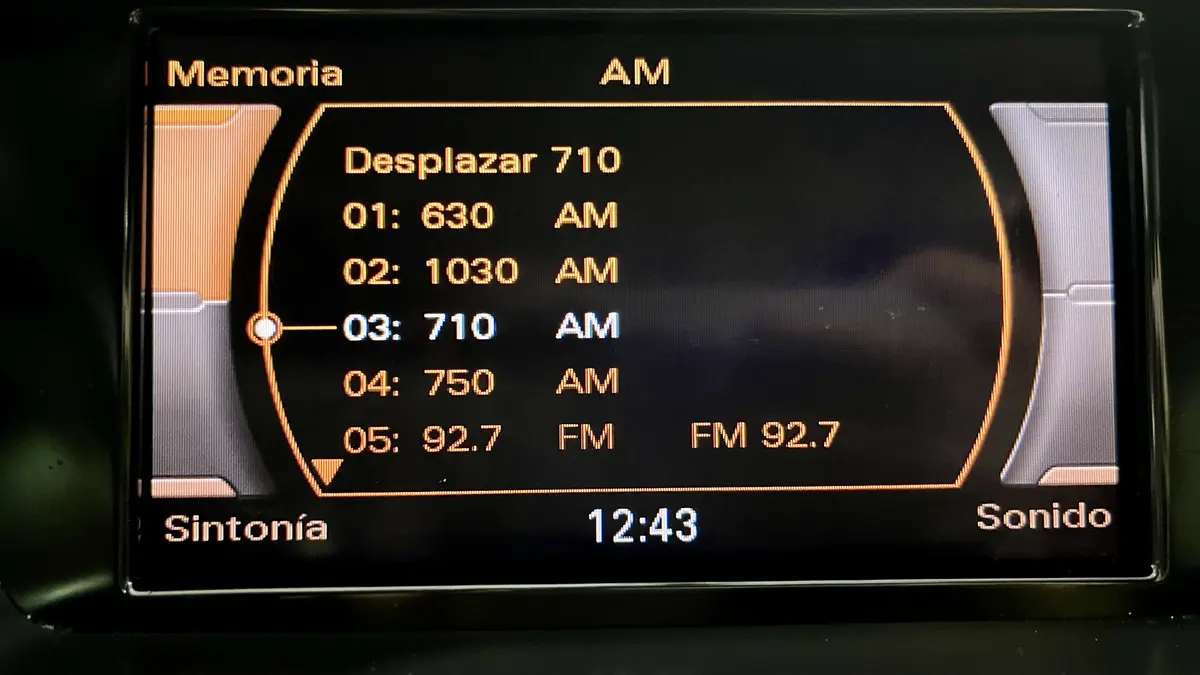 Memoria AM
Desplazar 710
01: 630 AM
02: 1030 AM
03: 710 AM
04: 750 AM
05: 92.7 FM FM 92.7
Sintonía 12:43 Sonido